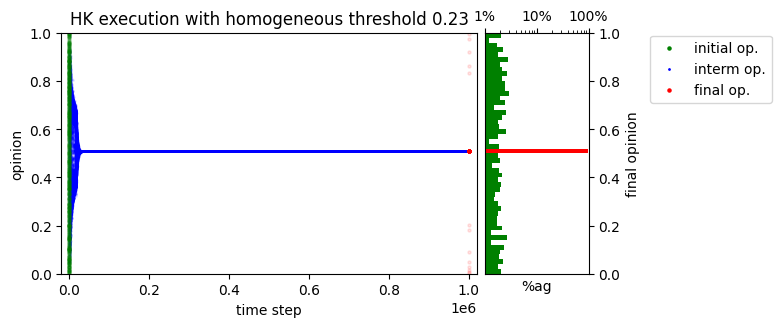 HK execution with homogeneous threshold 0.23
1% 10% 100%
1.0 1.0
0.8 0.8
0.6 0.6
0.4 0.4
0.2 0.2
0.0 0.0
opinion
final opinion
0.0 0.2 0.4 0.6 0.8 1.0
1e6
time step
%ag
initial op.
interm op.
final op.